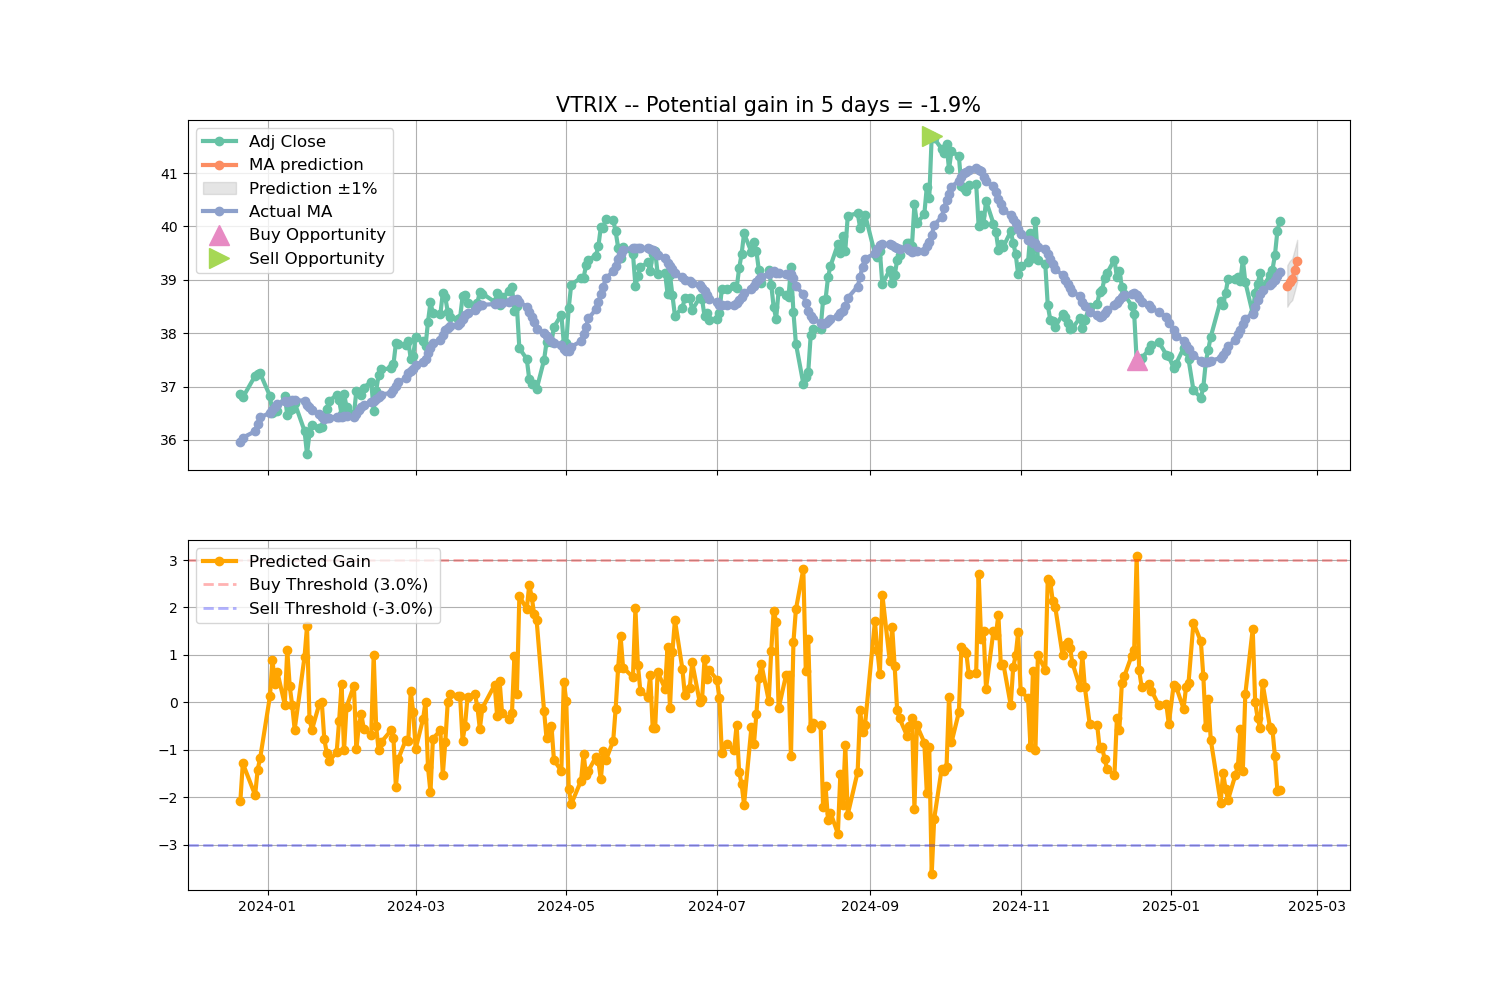 VTRIX -- Potential gain in 5 days = -1.9%
Adj Close
MA prediction
Prediction ±1%
Actual MA
Buy Opportunity
Sell Opportunity
41
40
39
38
37
36
Predicted Gain
Buy Threshold (3.0%)
Sell Threshold (-3.0%)
3
2
1
0
−1
−2
−3
2024-01 2024-03 2024-05 2024-07 2024-09 2024-11 2025-01 2025-03